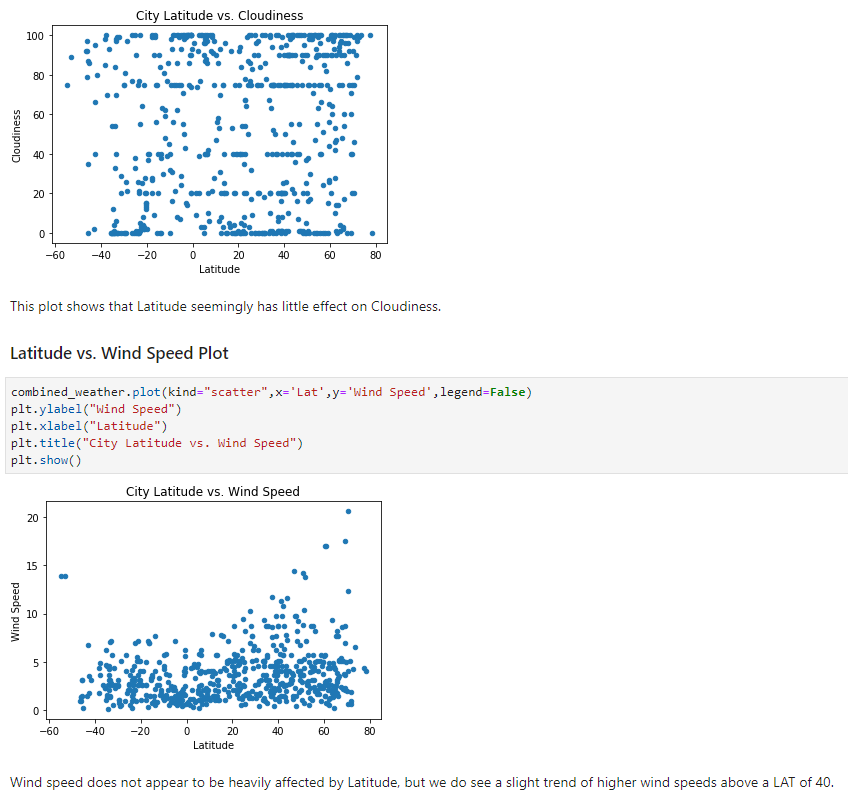 City Latitude vs. Cloudiness
100
80
60
40
20
0
Cloudiness
−60 −40 −20 0 20 40 60 80
Latitude
This plot shows that Latitude seemingly has little effect on Cloudiness.
Latitude vs. Wind Speed Plot
combined_weather.plot(kind="scatter",x='Lat',y='Wind Speed',legend=False)
plt.ylabel("Wind Speed")
plt.xlabel("Latitude")
plt.title("City Latitude vs. Wind Speed")
plt.show()
City Latitude vs. Wind Speed
20
15
10
5
0
Wind Speed
−60 −40 −20 0 20 40 60 80
Latitude
Wind speed does not appear to be heavily affected by Latitude, but we do see a slight trend of higher wind speeds above a LAT of 40.